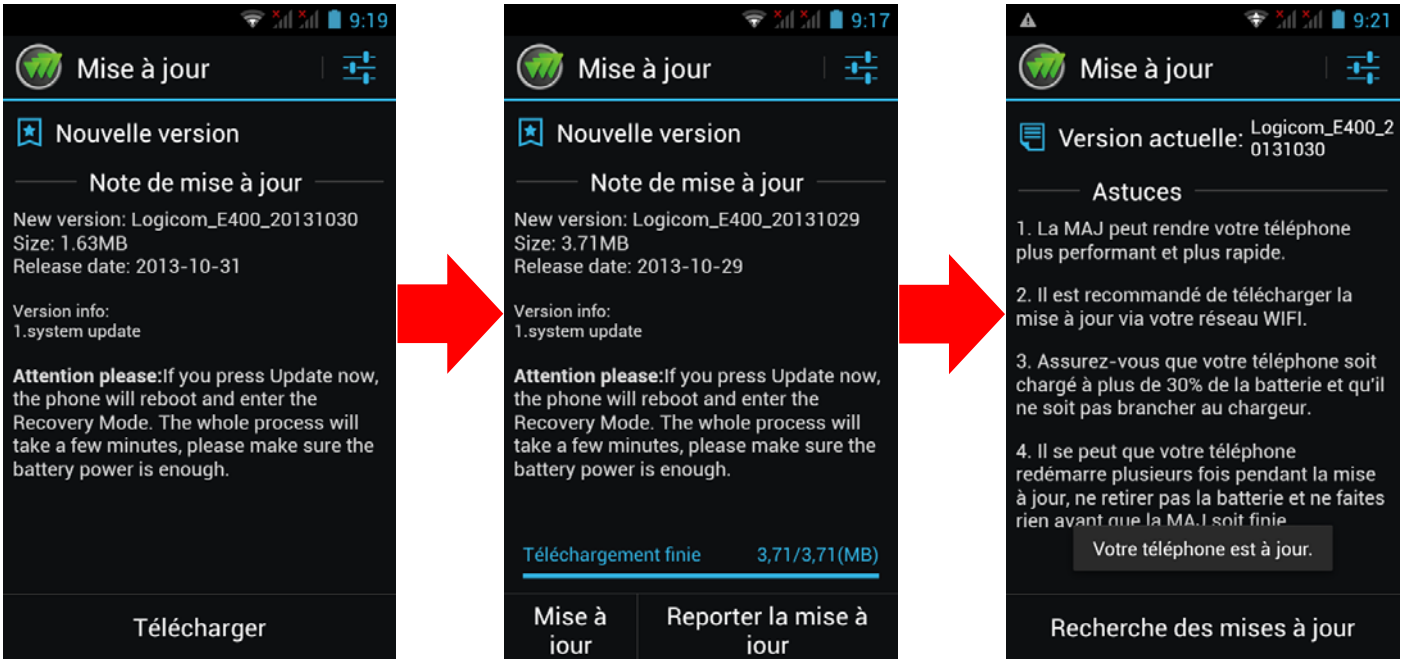 9:19
Mise à jour
Nouvelle version
Note de mise à jour
New version: Logicom_E400_20131030
Size: 1.63MB
Release date: 2013-10-31
Version info:
1.system update
Attention please:If you press Update now,
the phone will reboot and enter the
Recovery Mode. The whole process will
take a few minutes, please make sure the
battery power is enough.
Télécharger
9:17
Mise à jour
Nouvelle version
Note de mise à jour
New version: Logicom_E400_20131029
Size: 3.71MB
Release date: 2013-10-29
Version info:
1.system update
Attention please:If you press Update now,
the phone will reboot and enter the
Recovery Mode. The whole process will
take a few minutes, please make sure the
battery power is enough.
Téléchargement finie 3,71/3,71(MB)
Mise à
jour
Reporter la mise à
jour
9:21
Mise à jour
Version actuelle: Logicom_E400_2
0131030
Astuces
1. La MAJ peut rendre votre téléphone
plus performant et plus rapide.
2. Il est recommandé de télécharger la
mise à jour via votre réseau WIFI.
3. Assurez-vous que votre téléphone soit
chargé à plus de 30% de la batterie et qu'il
ne soit pas brancher au chargeur.
4. Il se peut que votre téléphone
redémarre plusieurs fois pendant la mise
à jour, ne retirer pas la batterie et ne faites
rien avant que la MAJ soit finie
Votre téléphone est à jour.
Recherche des mises à jour